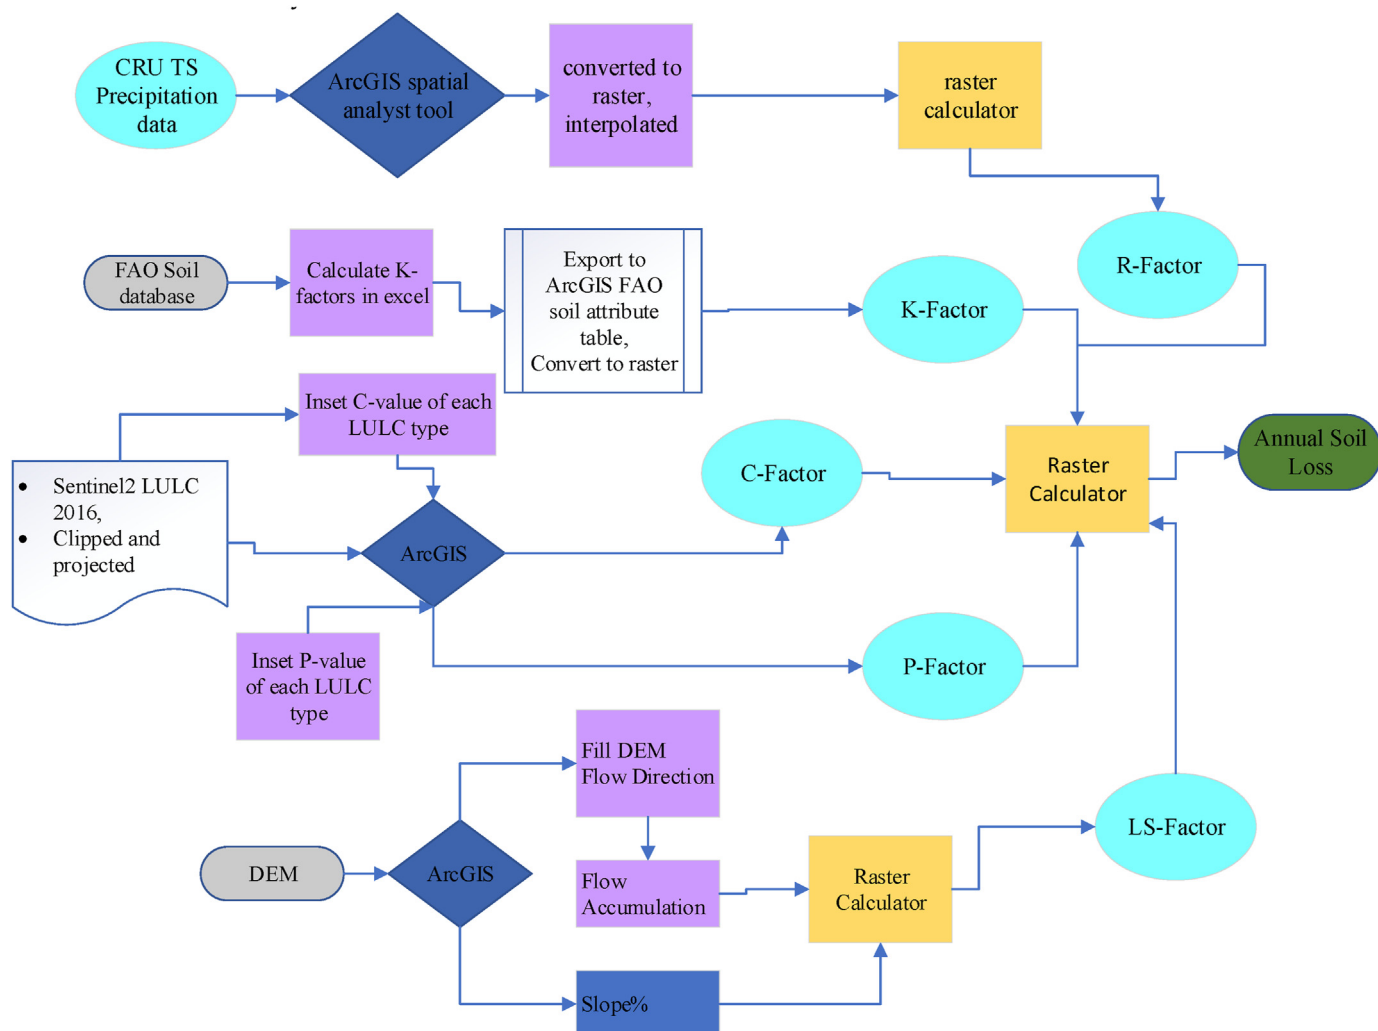 CRU TS
Precipitation
data
ArcGIS spatial
analyst tool
converted to
raster,
interpolated
raster
calculator
R-Factor
FAO Soil
database
Calculate K-
factors in excel
Export to
ArcGIS FAO
soil attribute
table,
Convert to raster
K-Factor
Inset C-value of each
LULC type
• Sentinel2 LULC
2016,
• Clipped and
projected
ArcGIS
C-Factor
Raster
Calculator
Annual Soil
Loss
Inset P-value
of each LULC
type
P-Factor
Fill DEM
Flow Direction
DEM
ArcGIS
Flow
Accumulation
Raster
Calculator
LS-Factor
Slope%